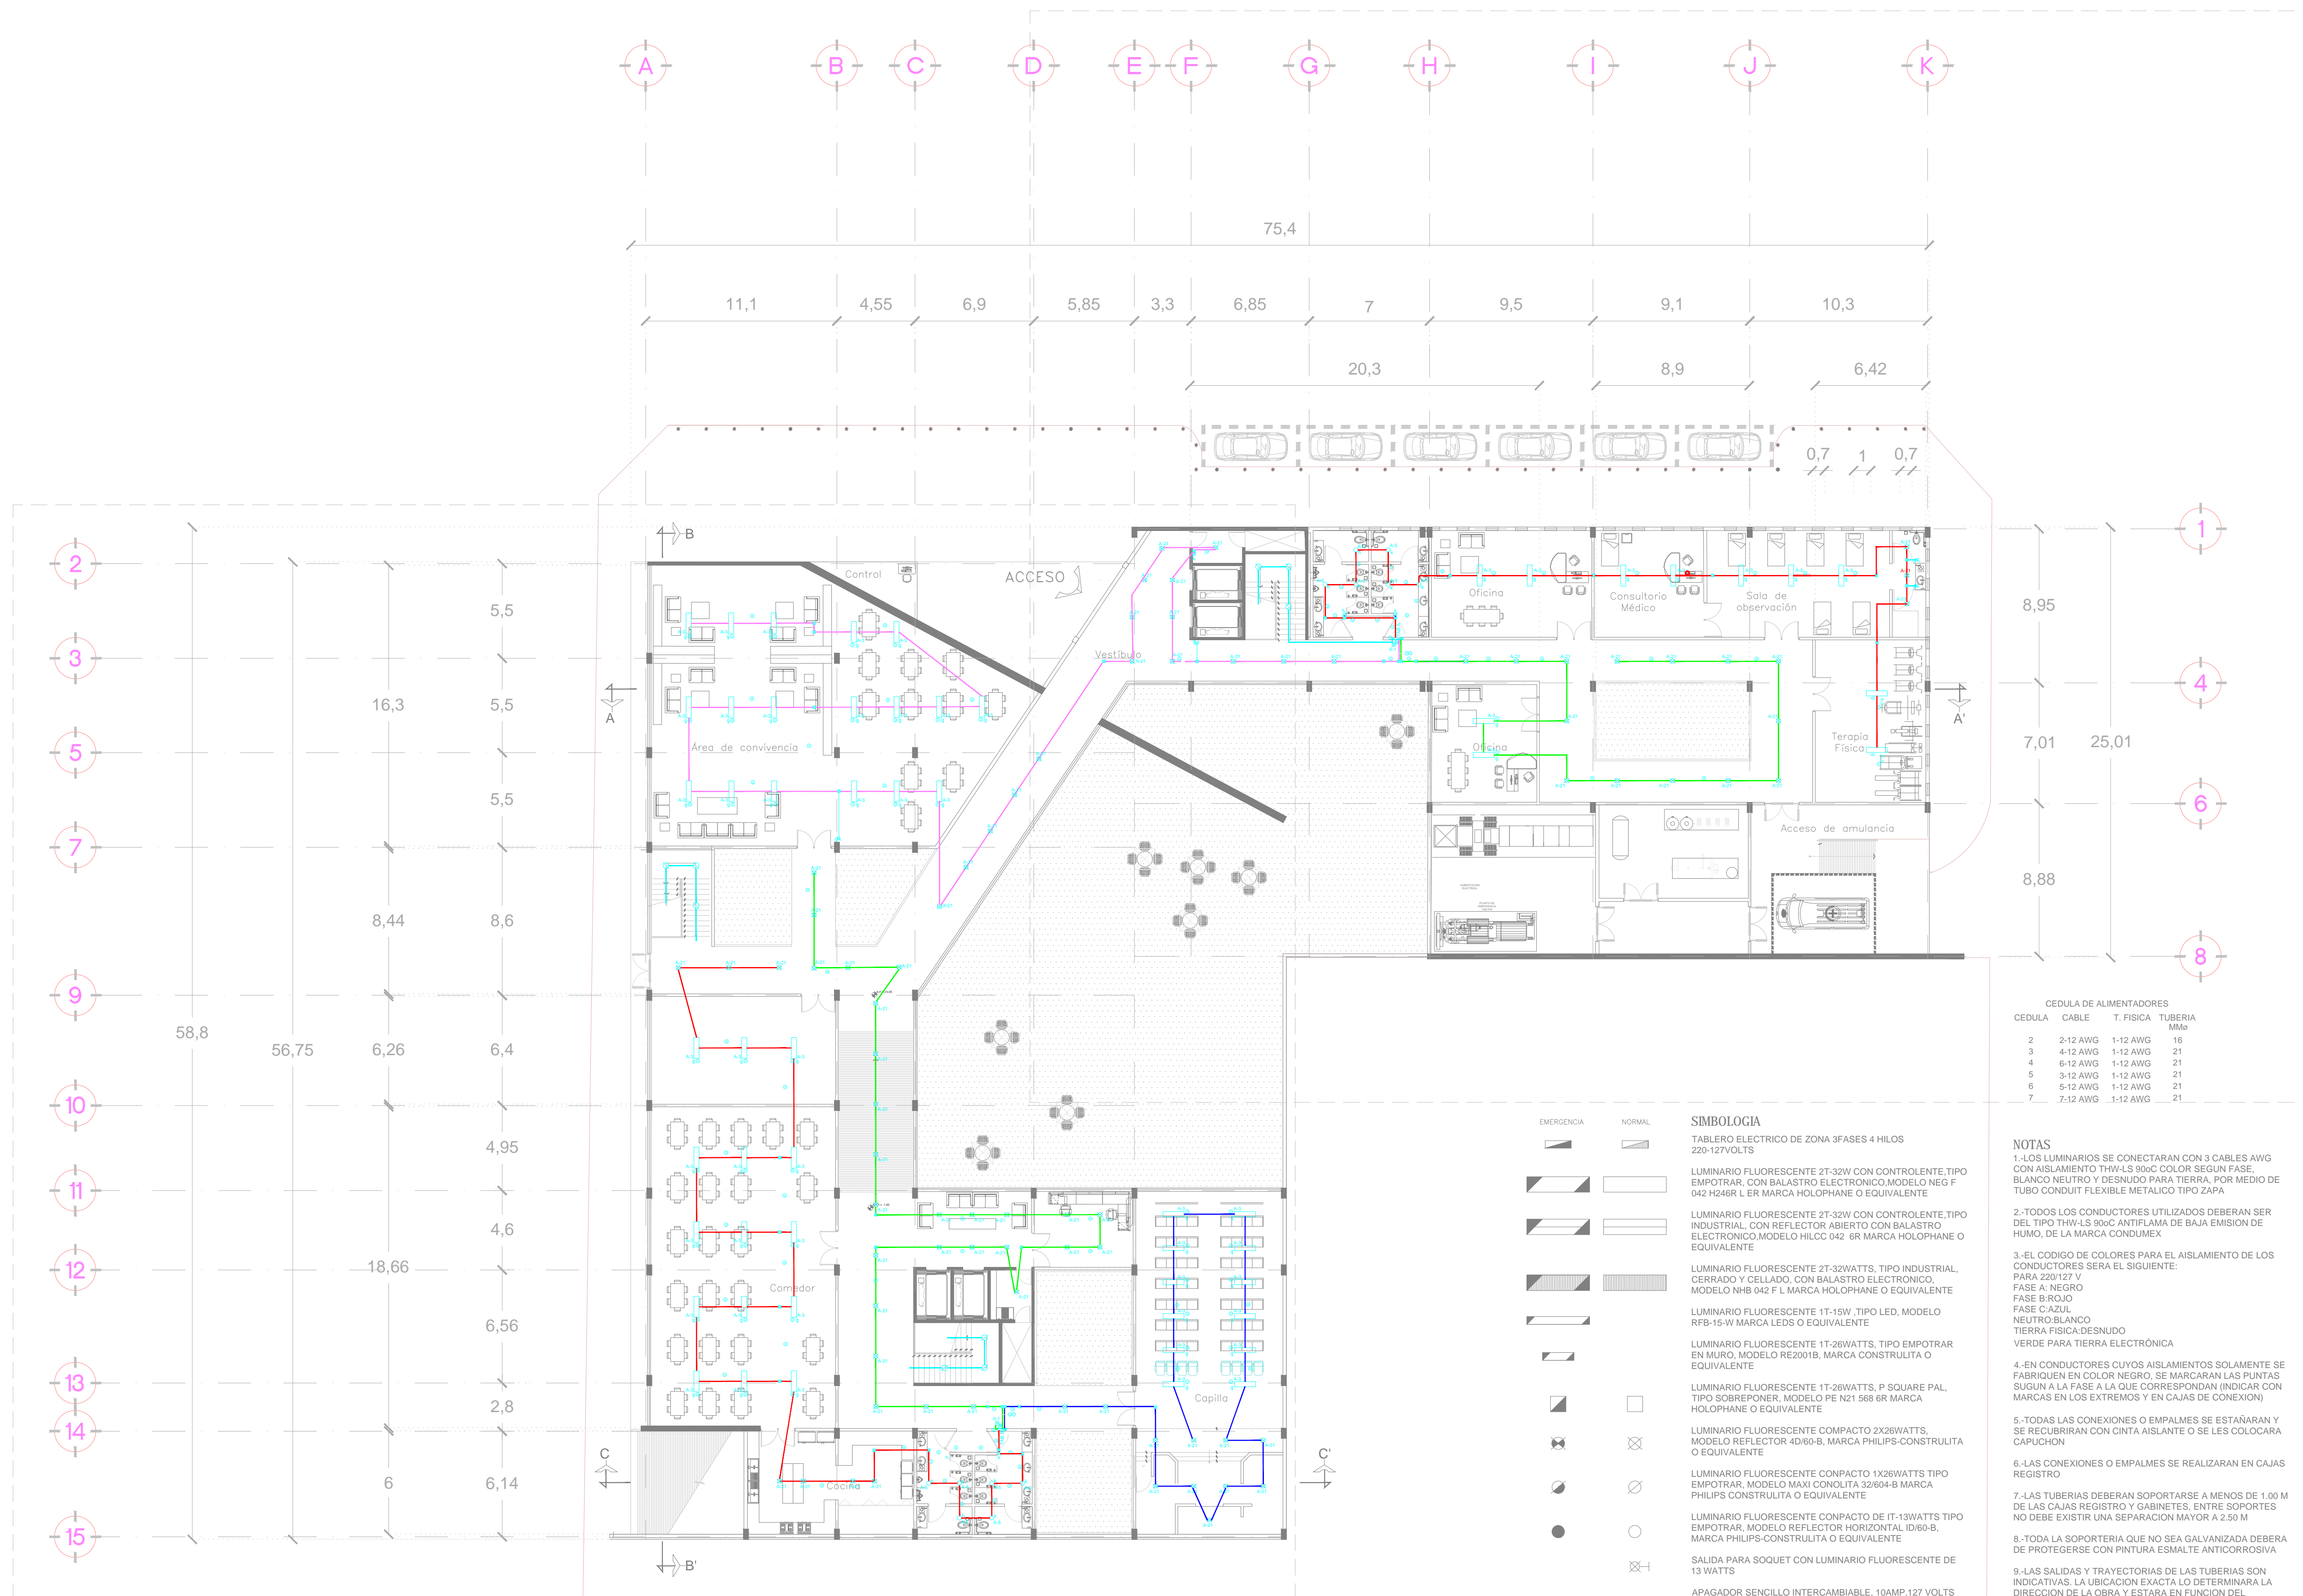 A B C D E F G H I J K
75,4
11,1 4,55 6,9 5,85 3,3 6,85 7 9,5 9,1 10,3
20,3 8,9 6,42
0,7 1 0,7
2
3
5
7
9
10
11
12
13
14
15
1
4
6
8
58,8
56,75
16,3
8,44
6,26
18,66
6
5,5
5,5
5,5
8,6
6,4
4,95
4,6
6,56
2,8
6,14
8,95
7,01
8,88
25,01
B
A
A'
C
C'
B'
Control
ACCESO
Vestíbulo
Área de convivencia
Oficina
Consultorio
Médico
Sala de
observación
Oficina
Terapia
Física
Acceso de amulancia
Comedor
Capilla
Cocina
CEDULA DE ALIMENTADORES
CEDULA CABLE T. FISICA TUBERIA
MMø
2 2-12 AWG 1-12 AWG 16
3 4-12 AWG 1-12 AWG 21
4 6-12 AWG 1-12 AWG 21
5 3-12 AWG 1-12 AWG 21
6 5-12 AWG 1-12 AWG 21
7 7-12 AWG 1-12 AWG 21
EMERGENCIA NORMAL SIMBOLOGIA
TABLERO ELECTRICO DE ZONA 3FASES 4 HILOS
220-127VOLTS
LUMINARIO FLUORESCENTE 2T-32W CON CONTROLENTE,TIPO
EMPOTRAR, CON BALASTRO ELECTRONICO,MODELO NEG F
042 H246R L ER MARCA HOLOPHANE O EQUIVALENTE
LUMINARIO FLUORESCENTE 2T-32W CON CONTROLENTE,TIPO
INDUSTRIAL, CON REFLECTOR ABIERTO CON BALASTRO
ELECTRONICO,MODELO HILCC 042 6R MARCA HOLOPHANE O
EQUIVALENTE
LUMINARIO FLUORESCENTE 2T-32WATTS, TIPO INDUSTRIAL,
CERRADO Y CELLADO, CON BALASTRO ELECTRONICO,
MODELO NHB 042 F L MARCA HOLOPHANE O EQUIVALENTE
LUMINARIO FLUORESCENTE 1T-15W ,TIPO LED, MODELO
RFB-15-W MARCA LEDS O EQUIVALENTE
LUMINARIO FLUORESCENTE 1T-26WATTS, TIPO EMPOTRAR
EN MURO, MODELO RE2001B, MARCA CONSTRULITA O
EQUIVALENTE
LUMINARIO FLUORESCENTE 1T-26WATTS, P SQUARE PAL,
TIPO SOBREPONER, MODELO PE N21 568 6R MARCA
HOLOPHANE O EQUIVALENTE
LUMINARIO FLUORESCENTE COMPACTO 2X26WATTS,
MODELO REFLECTOR 4D/60-B, MARCA PHILIPS-CONSTRULITA
O EQUIVALENTE
LUMINARIO FLUORESCENTE CONPACTO 1X26WATTS TIPO
EMPOTRAR, MODELO MAXI CONOLITA 32/604-B MARCA
PHILIPS CONSTRULITA O EQUIVALENTE
LUMINARIO FLUORESCENTE CONPACTO DE IT-13WATTS TIPO
EMPOTRAR, MODELO REFLECTOR HORIZONTAL ID/60-B,
MARCA PHILIPS-CONSTRULITA O EQUIVALENTE
SALIDA PARA SOQUET CON LUMINARIO FLUORESCENTE DE
13 WATTS
APAGADOR SENCILLO INTERCAMBIABLE, 10AMP,127 VOLTS
NOTAS
1.-LOS LUMINARIOS SE CONECTARAN CON 3 CABLES AWG
CON AISLAMIENTO THW-LS 90oC COLOR SEGUN FASE,
BLANCO NEUTRO Y DESNUDO PARA TIERRA, POR MEDIO DE
TUBO CONDUIT FLEXIBLE METALICO TIPO ZAPA
2.-TODOS LOS CONDUCTORES UTILIZADOS DEBERAN SER
DEL TIPO THW-LS 90oC ANTIFLAMA DE BAJA EMISION DE
HUMO, DE LA MARCA CONDUMEX
3.-EL CODIGO DE COLORES PARA EL AISLAMIENTO DE LOS
CONDUCTORES SERA EL SIGUIENTE:
PARA 220/127 V
FASE A: NEGRO
FASE B:ROJO
FASE C:AZUL
NEUTRO:BLANCO
TIERRA FISICA:DESNUDO
VERDE PARA TIERRA ELECTRÓNICA
4.-EN CONDUCTORES CUYOS AISLAMIENTOS SOLAMENTE SE
FABRIQUEN EN COLOR NEGRO, SE MARCARAN LAS PUNTAS
SUGUN A LA FASE A LA QUE CORRESPONDAN (INDICAR CON
MARCAS EN LOS EXTREMOS Y EN CAJAS DE CONEXION)
5.-TODAS LAS CONEXIONES O EMPALMES SE ESTAÑARAN Y
SE RECUBRIRAN CON CINTA AISLANTE O SE LES COLOCARA
CAPUCHON
6.-LAS CONEXIONES O EMPALMES SE REALIZARAN EN CAJAS
REGISTRO
7.-LAS TUBERIAS DEBERAN SOPORTARSE A MENOS DE 1.00 M
DE LAS CAJAS REGISTRO Y GABINETES, ENTRE SOPORTES
NO DEBE EXISTIR UNA SEPARACION MAYOR A 2.50 M
8.-TODA LA SOPORTERIA QUE NO SEA GALVANIZADA DEBERA
DE PROTEGERSE CON PINTURA ESMALTE ANTICORROSIVA
9.-LAS SALIDAS Y TRAYECTORIAS DE LAS TUBERIAS SON
INDICATIVAS. LA UBICACION EXACTA LO DETERMINARA LA
DIRECCION DE LA OBRA Y ESTARA EN FUNCION DEL